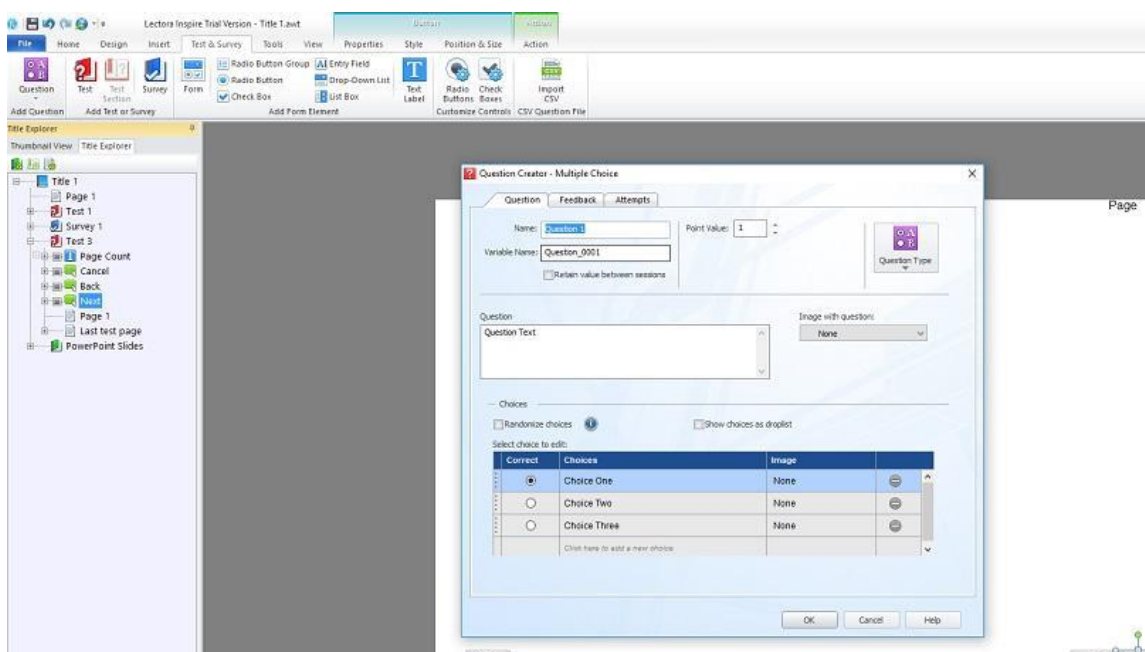 Lectora Inspire Trial Version - Title 1.awt
Button
Action
File Home Design Insert Test & Survey Tools View Properties Style Position & Size Action
Question
Test
Test Section
Survey
Form
Radio Button Group
Radio Button
Check Box
Entry Field
Drop-Down List
List Box
Text Label
Radio Buttons
Check Boxes
Import CSV
Add Question
Add Test or Survey
Add Form Element
Customize Controls
CSV Question File
Title Explorer
Thumbnail View Title Explorer
Title 1
Page 1
Test 1
Survey 1
Test 3
Page Count
Cancel
Back
Next
Page 1
Last test page
PowerPoint Slides
Page
Question Creator - Multiple Choice
Question Feedback Attempts
Name: Question 1
Point Value: 1
Variable Name: Question_0001
Retain value between sessions
Question Type
Question
Question Text
Image with question:
None
Choices
Randomize choices
Show choices as droplist
Select choice to edit:
Correct Choices Image
Choice One None
Choice Two None
Choice Three None
Click here to add a new choice
OK Cancel Help